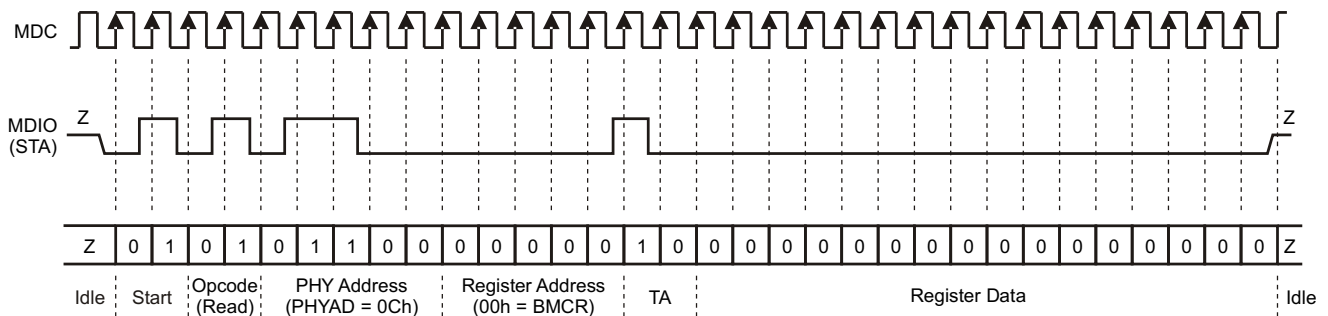 MDC
Z Z
MDIO
(STA)
Z 0 1 0 1 0 1 1 0 0 0 0 0 0 0 1 0 0 0 0 0 0 0 0 0 0 0 0 0 0 0 0 0 Z
Idle Start Opcode (Read) PHY Address (PHYAD = 0Ch) Register Address (00h = BMCR) TA Register Data Idle